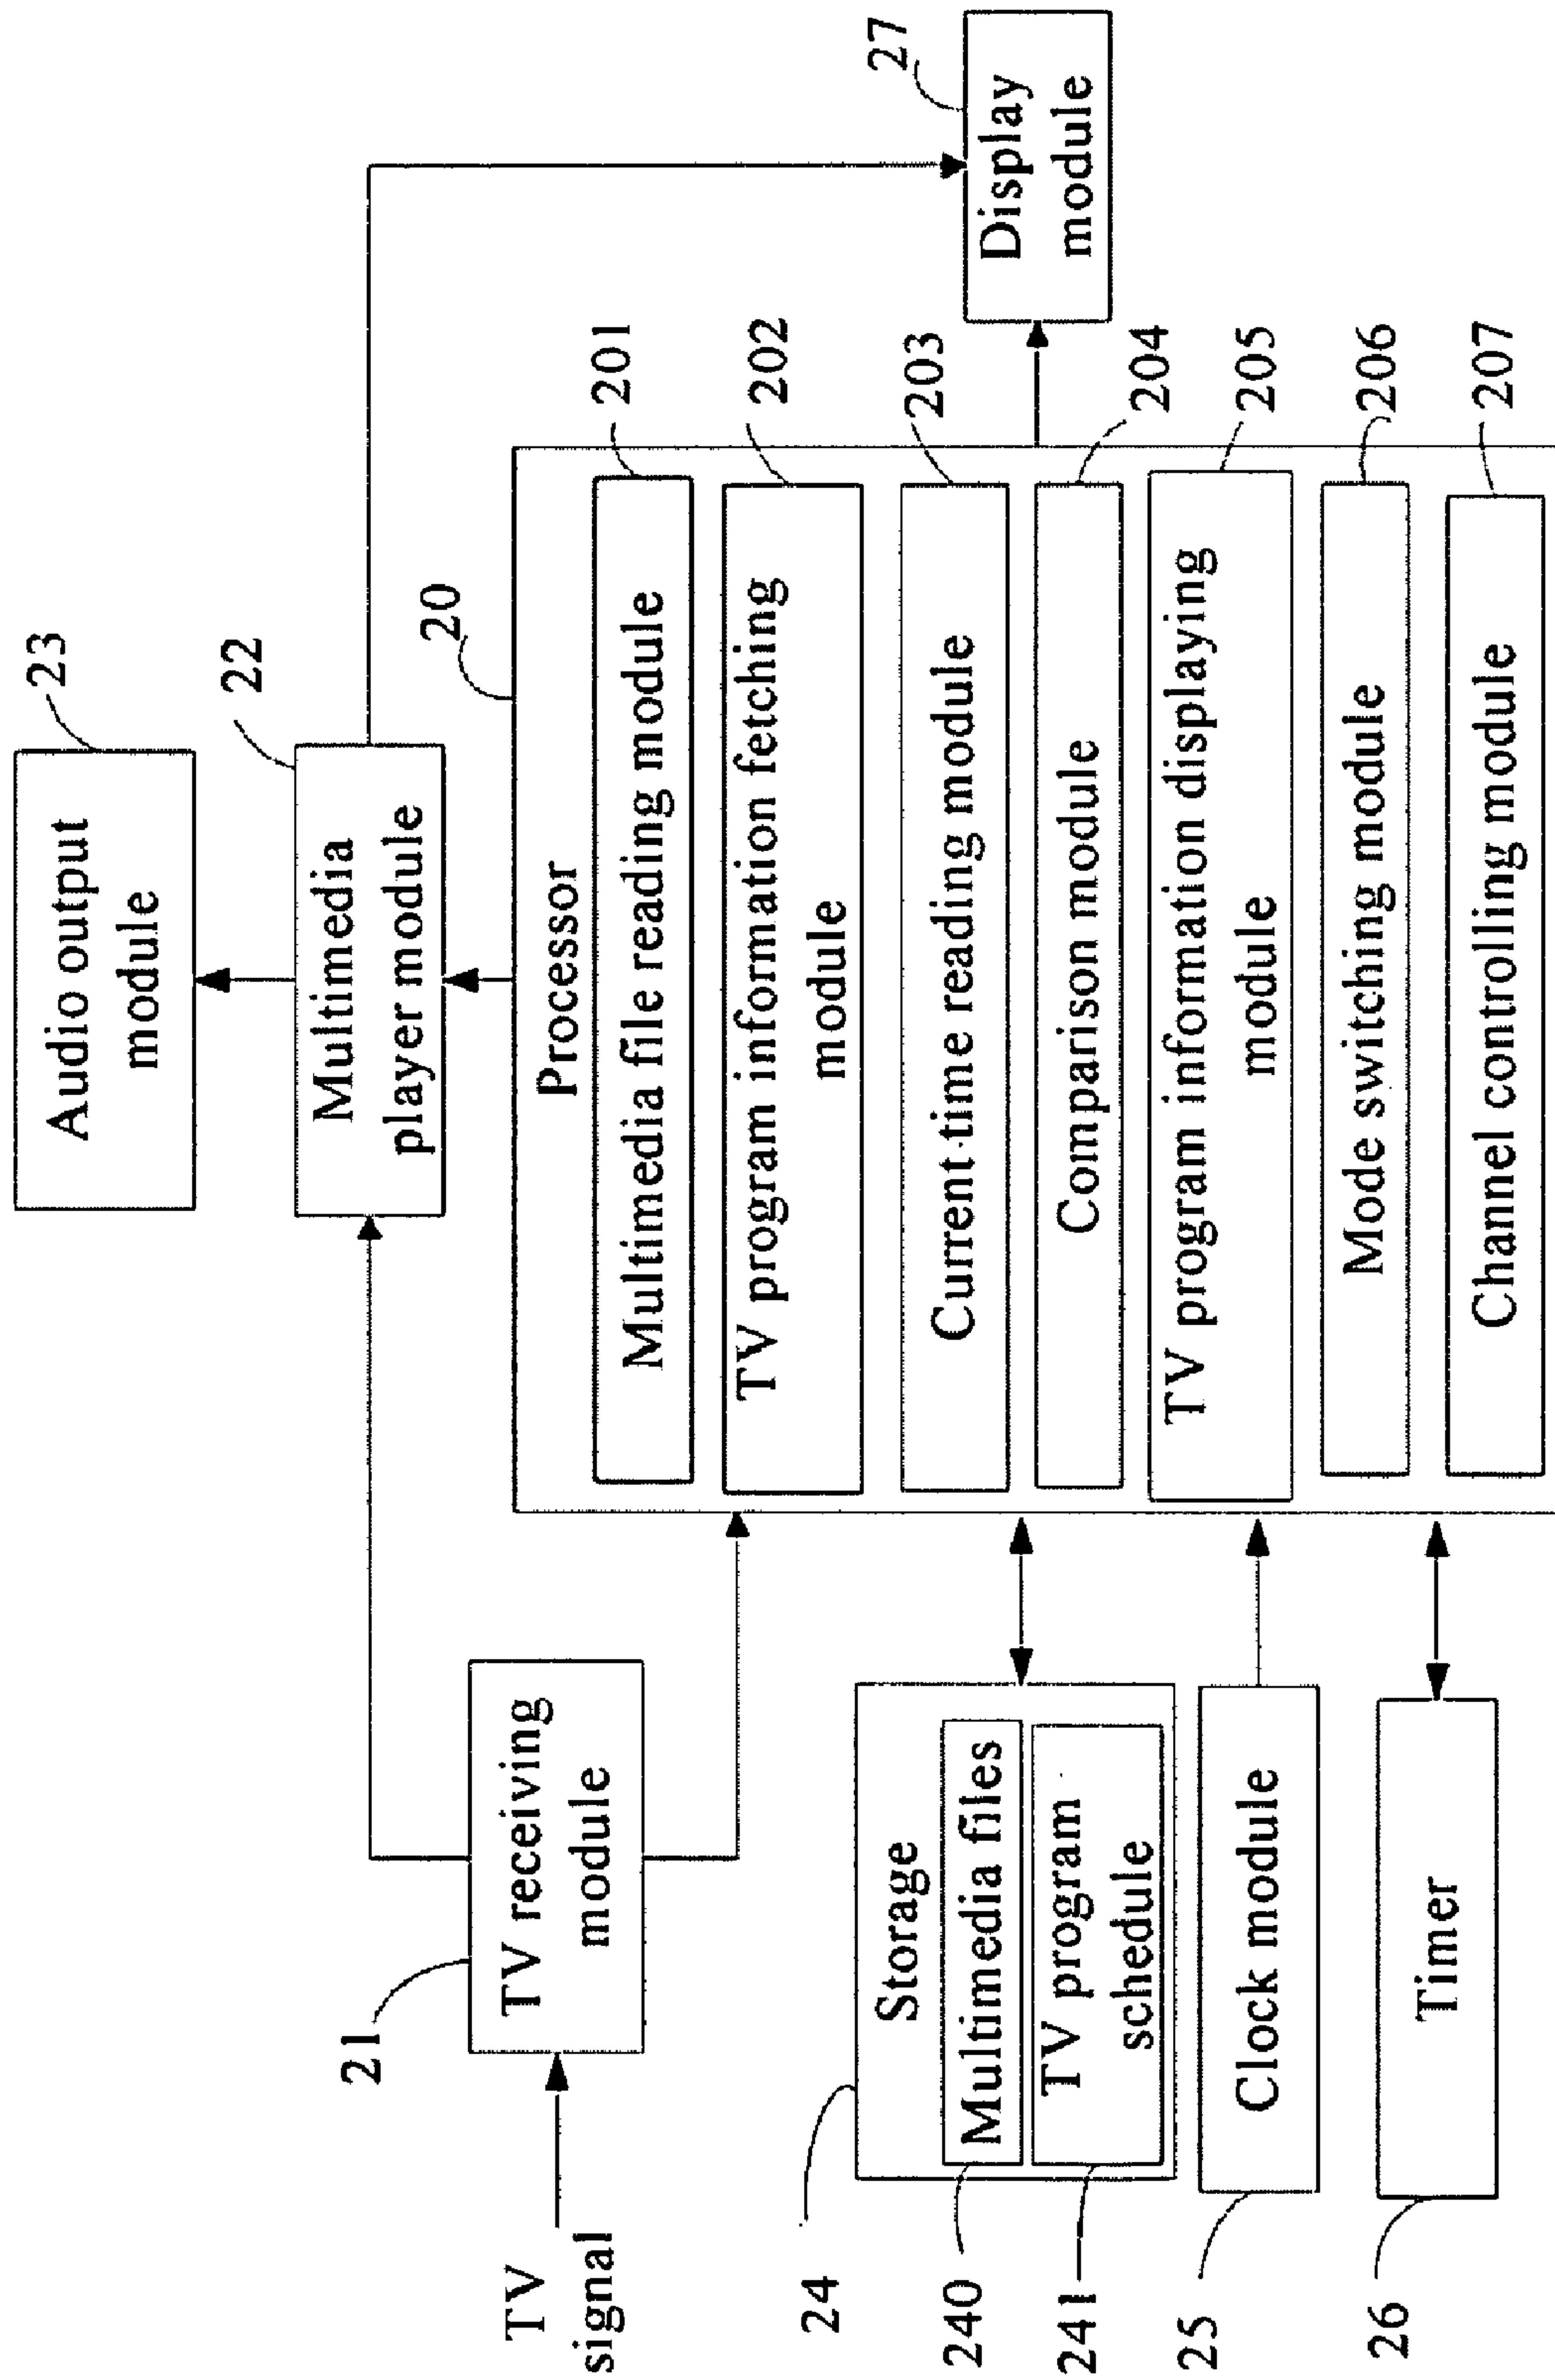 23
Audio output
module
22
Multimedia
player module
20
Processor
201
Multimedia file reading module
202
TV program information fetching
module
203
Current-time reading module
204
Comparison module
205
TV program information displaying
module
206
Mode switching module
207
Channel controlling module
27
Display
module
TV
signal
21
TV receiving
module
24
Storage
240
Multimedia files
241
TV program
schedule
25
Clock module
26
Timer